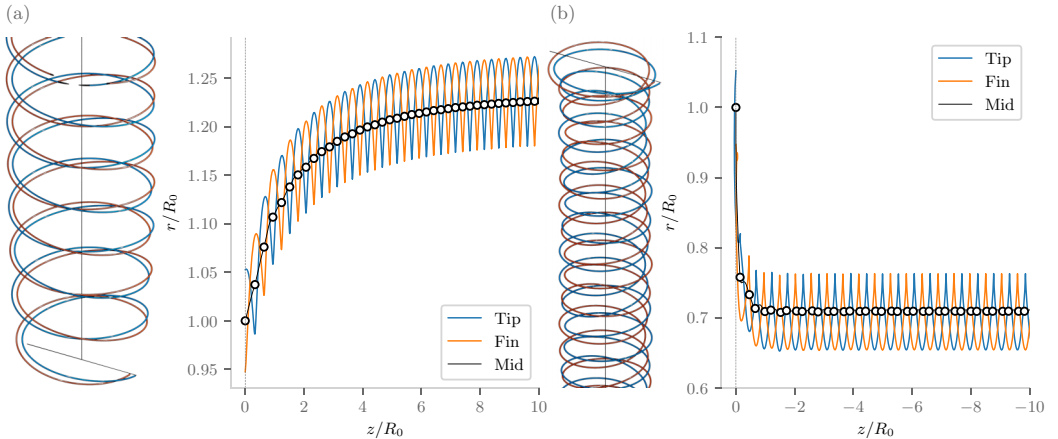 (a)
1.25
1.20
1.15
1.10
1.05
1.00
0.95
r/R₀
0
2
4
6
8
10
z/R₀
Tip
Fin
Mid
(b)
1.1
1.0
0.9
0.8
0.7
0.6
r/R₀
0
−2
−4
−6
−8
−10
z/R₀
Tip
Fin
Mid